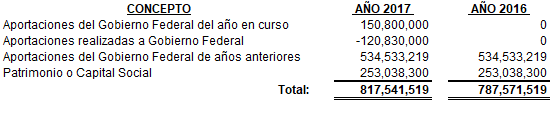 CONCEPTO AÑO 2017 AÑO 2016
Aportaciones del Gobierno Federal del año en curso 150,800,000 0
Aportaciones realizadas a Gobierno Federal -120,830,000 0
Aportaciones del Gobierno Federal de años anteriores 534,533,219 534,533,219
Patrimonio o Capital Social 253,038,300 253,038,300
Total: 817,541,519 787,571,519